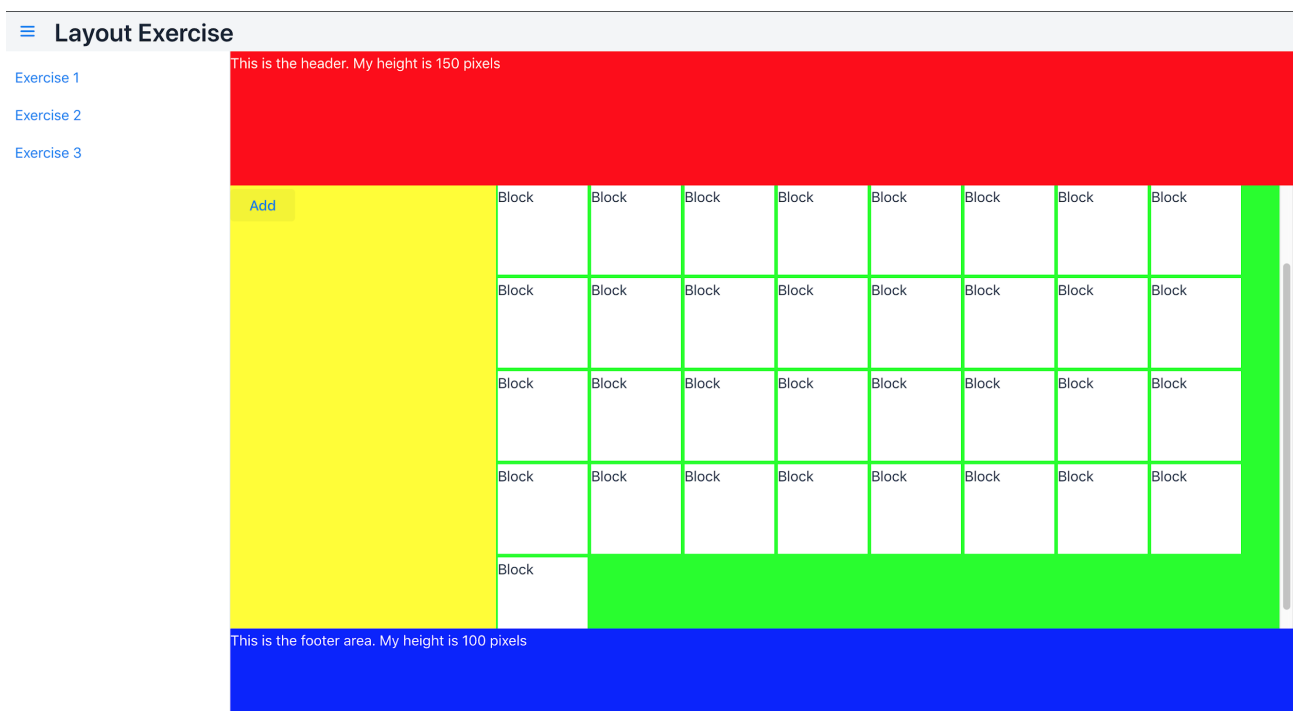 Layout Exercise
Exercise 1
Exercise 2
Exercise 3
This is the header. My height is 150 pixels
Add
Block Block Block Block Block Block Block Block
Block Block Block Block Block Block Block Block
Block Block Block Block Block Block Block Block
Block Block Block Block Block Block Block Block
Block
This is the footer area. My height is 100 pixels